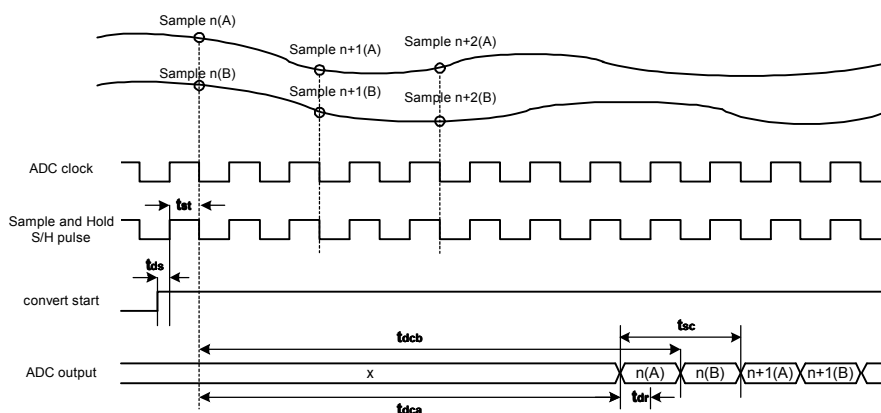 Sample n(A)
Sample n+1(A)
Sample n+2(A)
Sample n(B)
Sample n+1(B)
Sample n+2(B)
ADC clock
tst
Sample and Hold
S/H pulse
tds
convert start
tsc
tdcb
ADC output
x
n(A)
n(B)
n+1(A)
n+1(B)
tdr
tdca